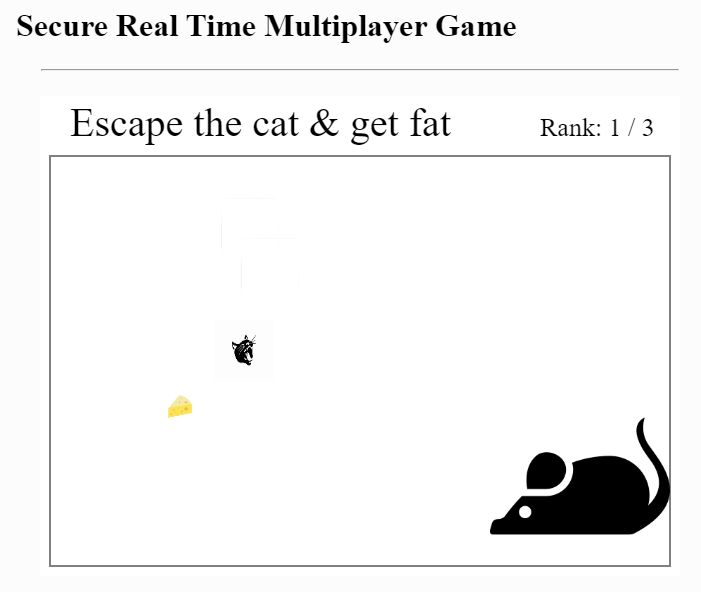 Secure Real Time Multiplayer Game
Escape the cat & get fat
Rank: 1 / 3